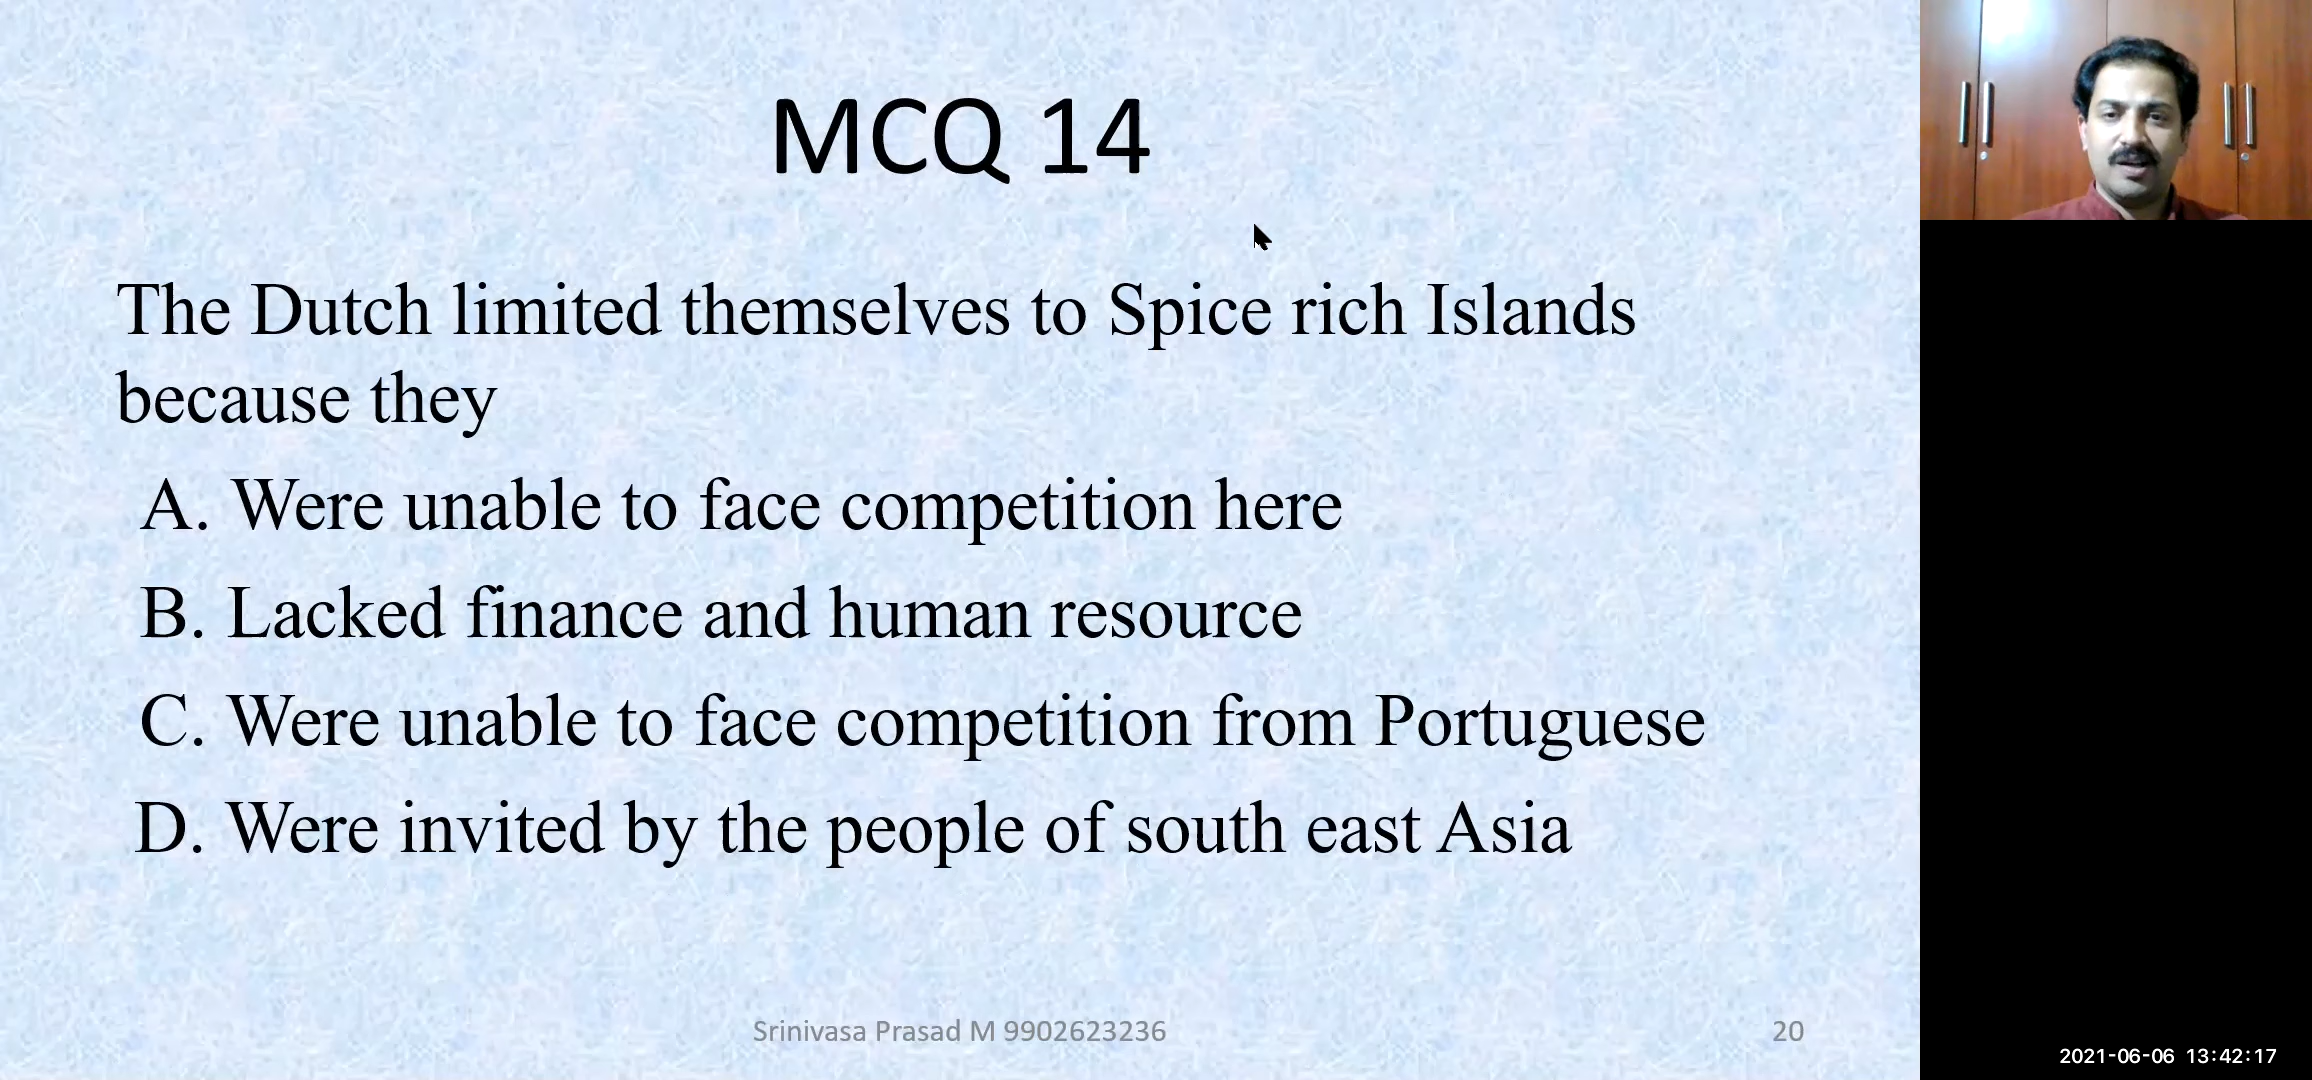 MCQ 14
The Dutch limited themselves to Spice rich Islands
because they
A. Were unable to face competition here
B. Lacked finance and human resource
C. Were unable to face competition from Portuguese
D. Were invited by the people of south east Asia
Srinivasa Prasad M 9902623236
20
2021-06-06 13:42:17